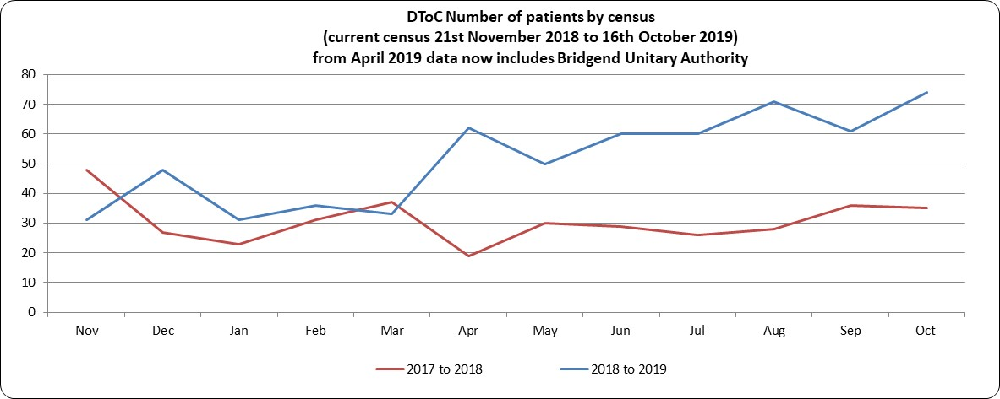 DToC Number of patients by census
(current census 21st November 2018 to 16th October 2019)
from April 2019 data now includes Bridgend Unitary Authority
80
70
60
50
40
30
20
10
0
Nov Dec Jan Feb Mar Apr May Jun Jul Aug Sep Oct
2017 to 2018 2018 to 2019